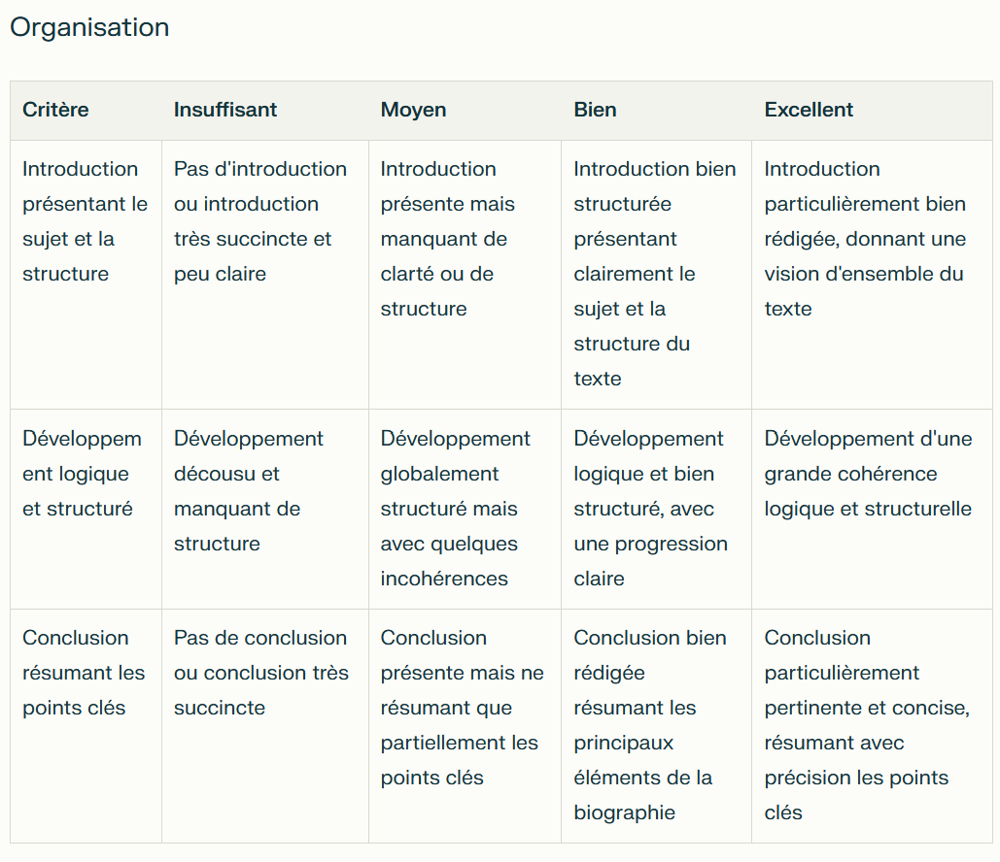 Organisation
Critère
Insuffisant
Moyen
Bien
Excellent
Introduction
présentant le
sujet et la
structure
Pas d'introduction
ou introduction
très succincte et
peu claire
Introduction
présente mais
manquant de
clarté ou de
structure
Introduction bien
structurée
présentant
clairement le
sujet et la
structure du
texte
Introduction
particulièrement bien
rédigée, donnant une
vision d'ensemble du
texte
Développem
ent logique
et structuré
Développement
décousu et
manquant de
structure
Développement
globalement
structuré mais
avec quelques
incohérences
Développement
logique et bien
structuré, avec
une progression
claire
Développement d'une
grande cohérence
logique et structurelle
Conclusion
résumant les
points clés
Pas de conclusion
ou conclusion très
succincte
Conclusion
présente mais ne
résumant que
partiellement les
points clés
Conclusion bien
rédigée
résumant les
principaux
éléments de la
biographie
Conclusion
particulièrement
pertinente et concise,
résumant avec
précision les points
clés